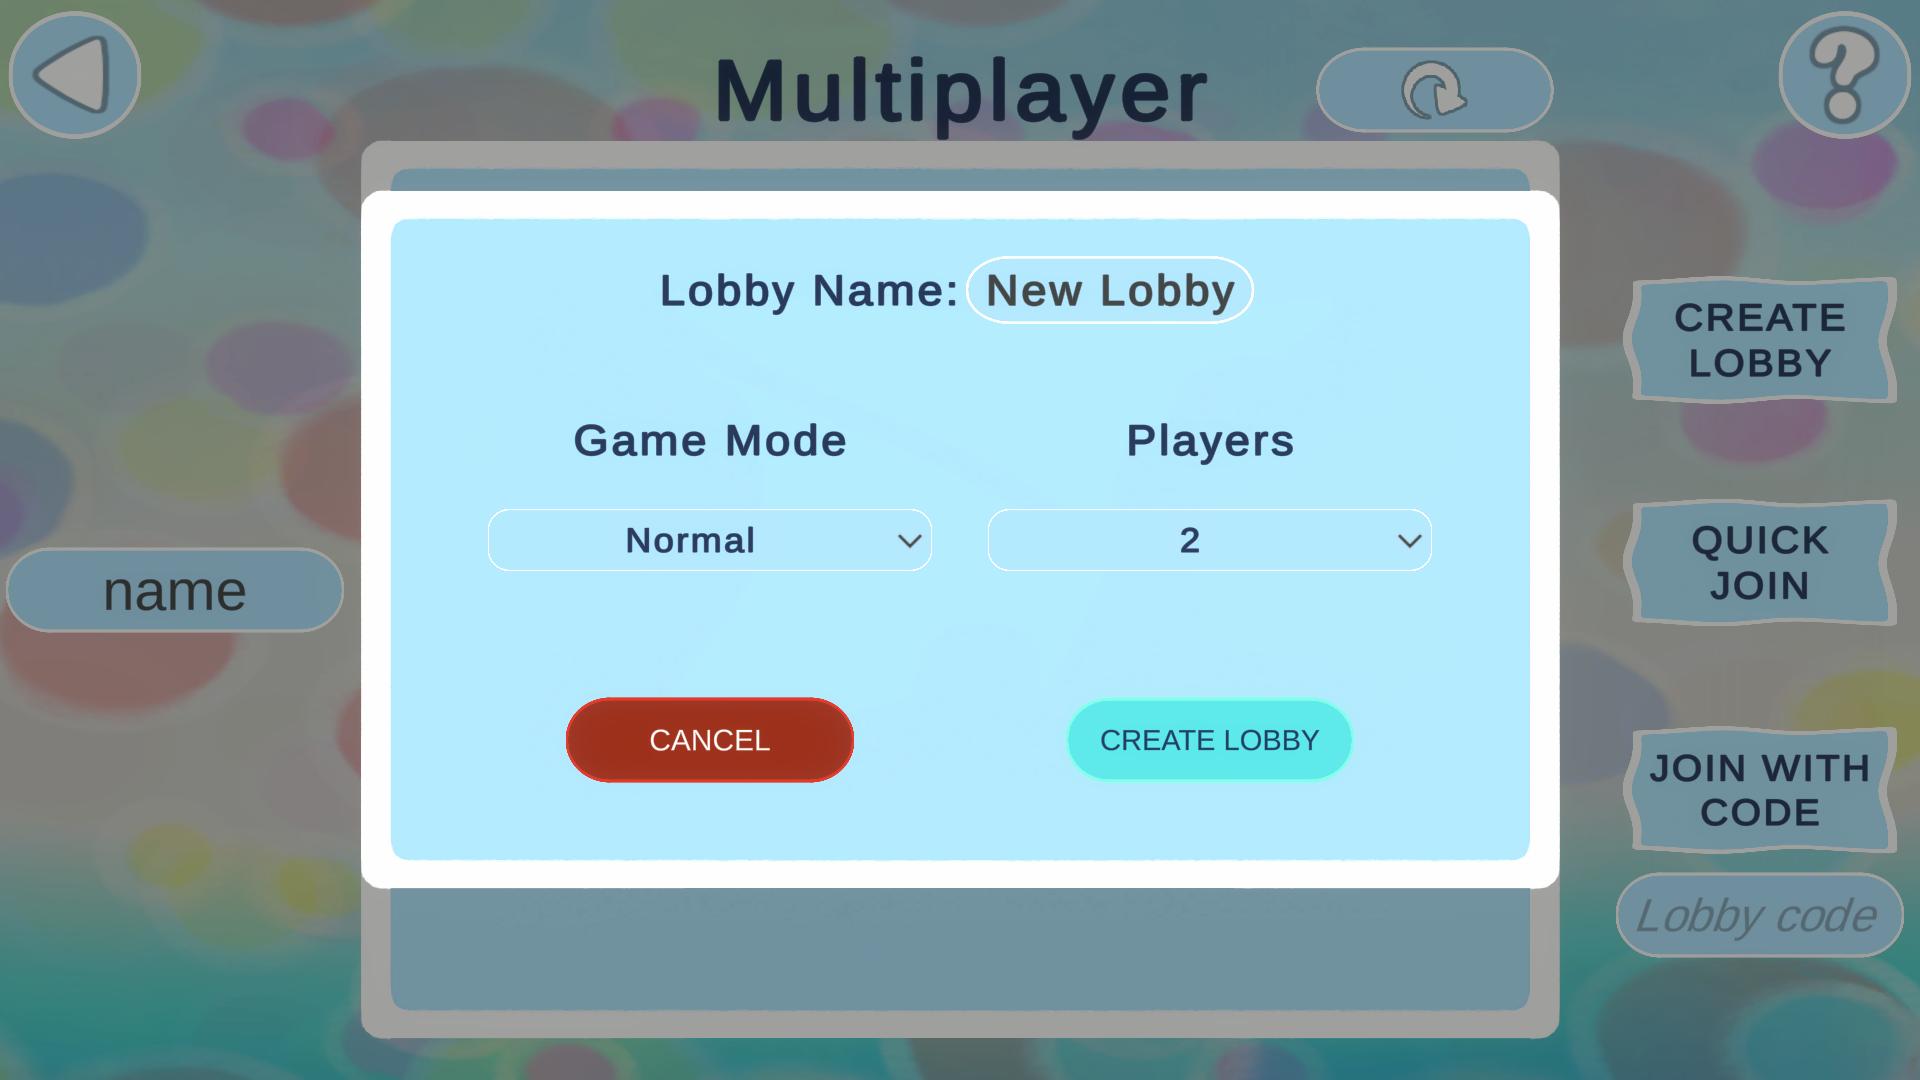 Multiplayer
Lobby Name: New Lobby
Game Mode
Players
Normal
2
CANCEL
CREATE LOBBY
name
CREATE
LOBBY
QUICK
JOIN
JOIN WITH
CODE
Lobby code